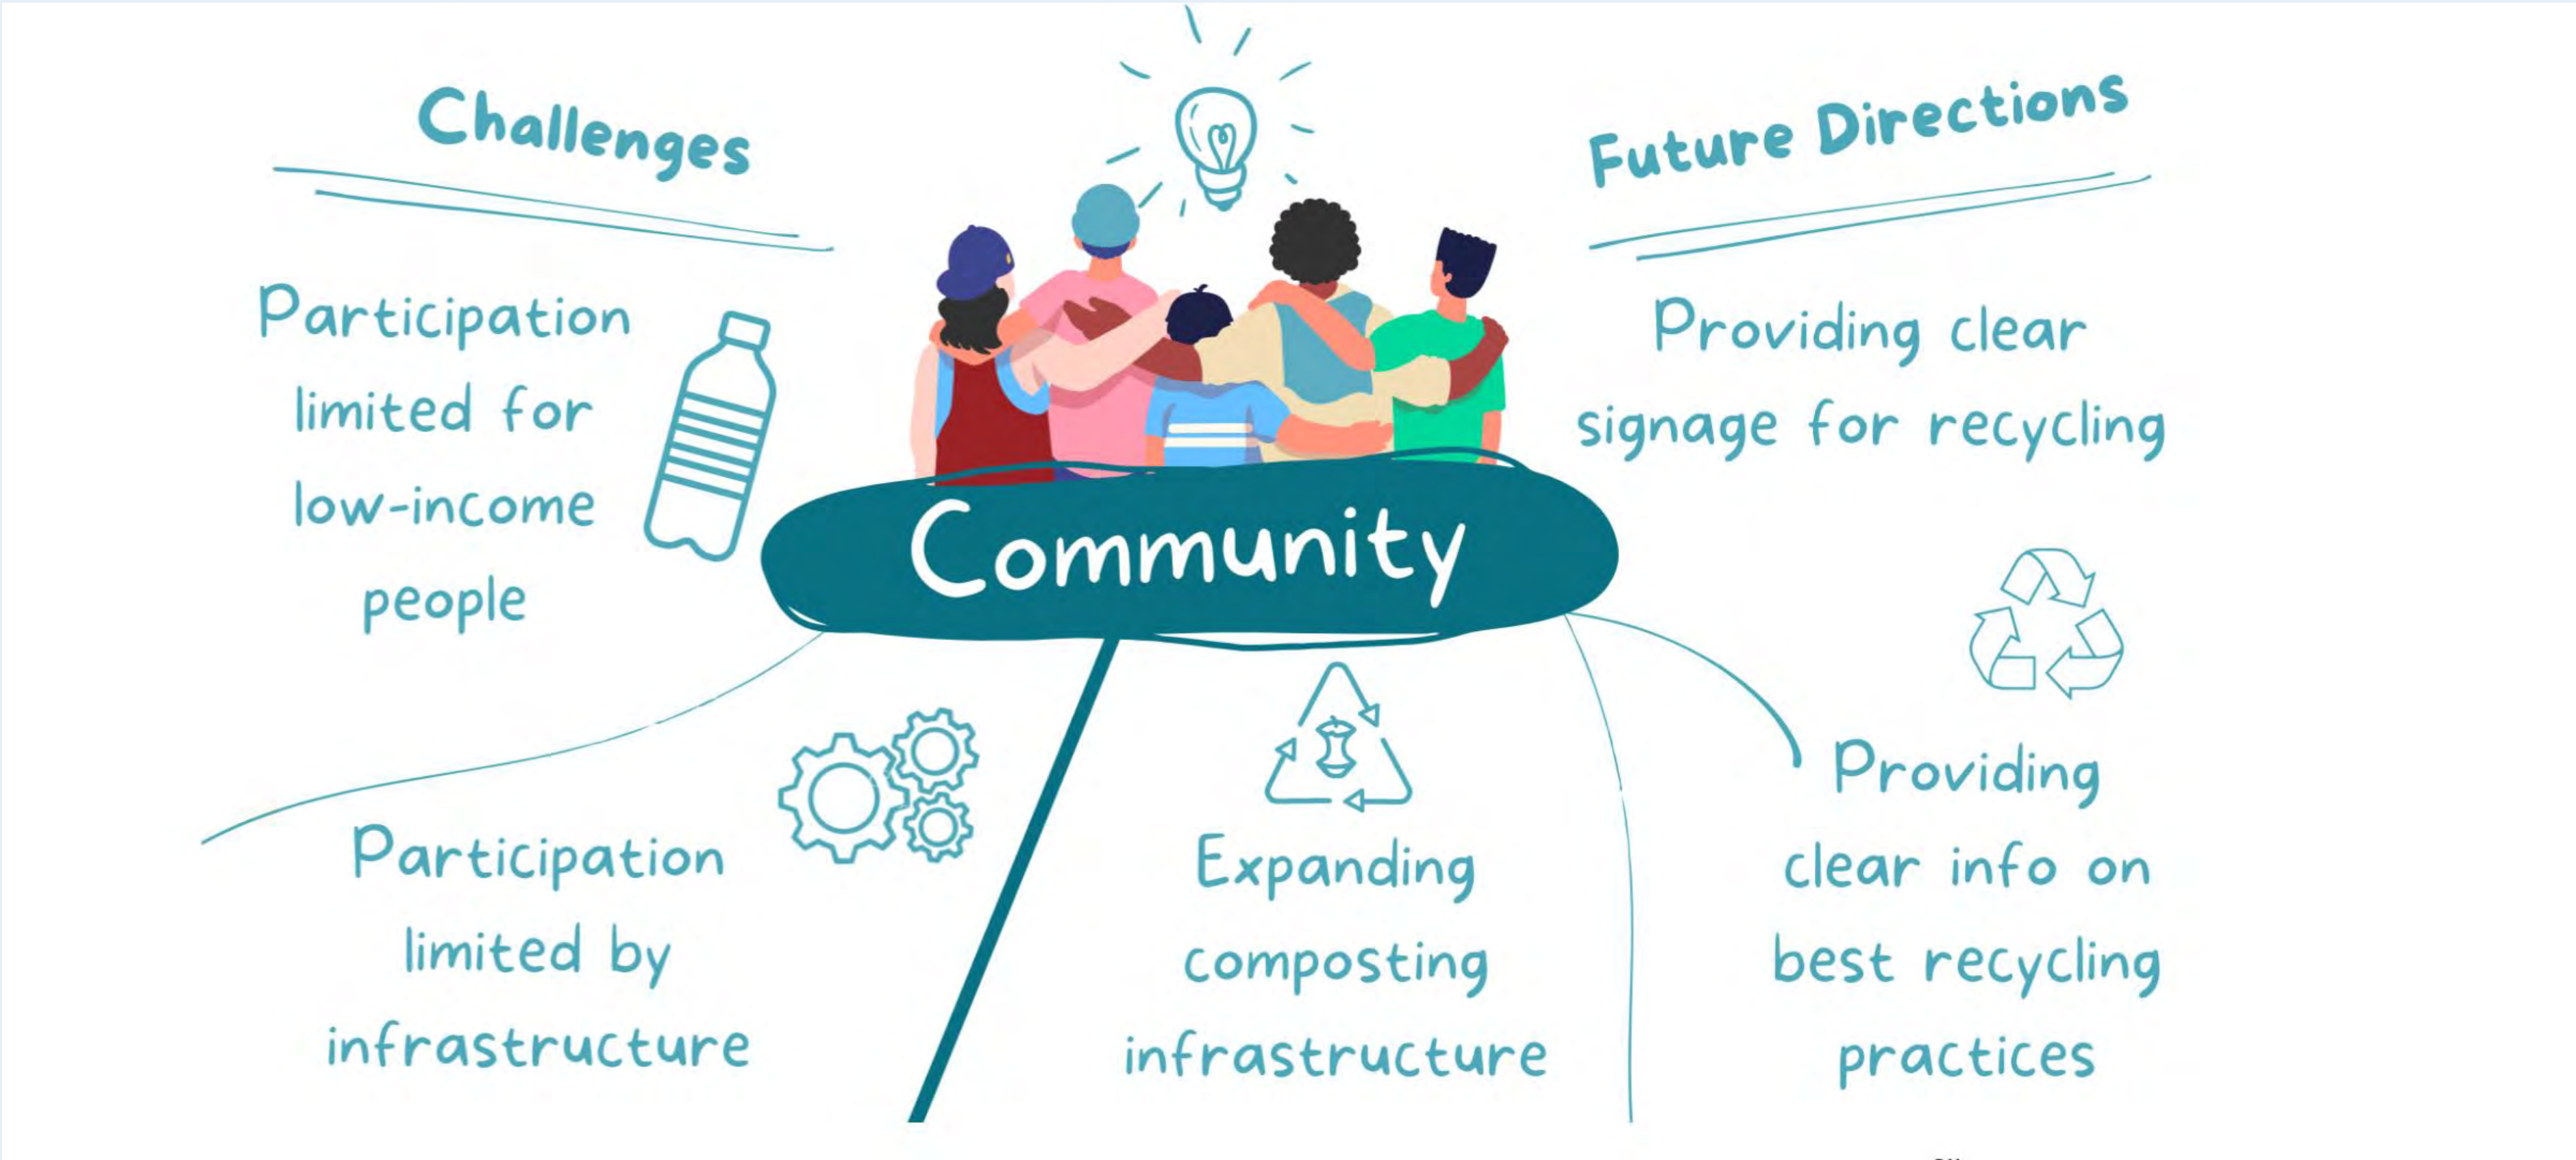 Challenges
Participation
limited for
low-income
people
Participation
limited by
infrastructure
Community
Future Directions
Providing clear
signage for recycling
Expanding
composting
infrastructure
Providing
clear info on
best recycling
practices